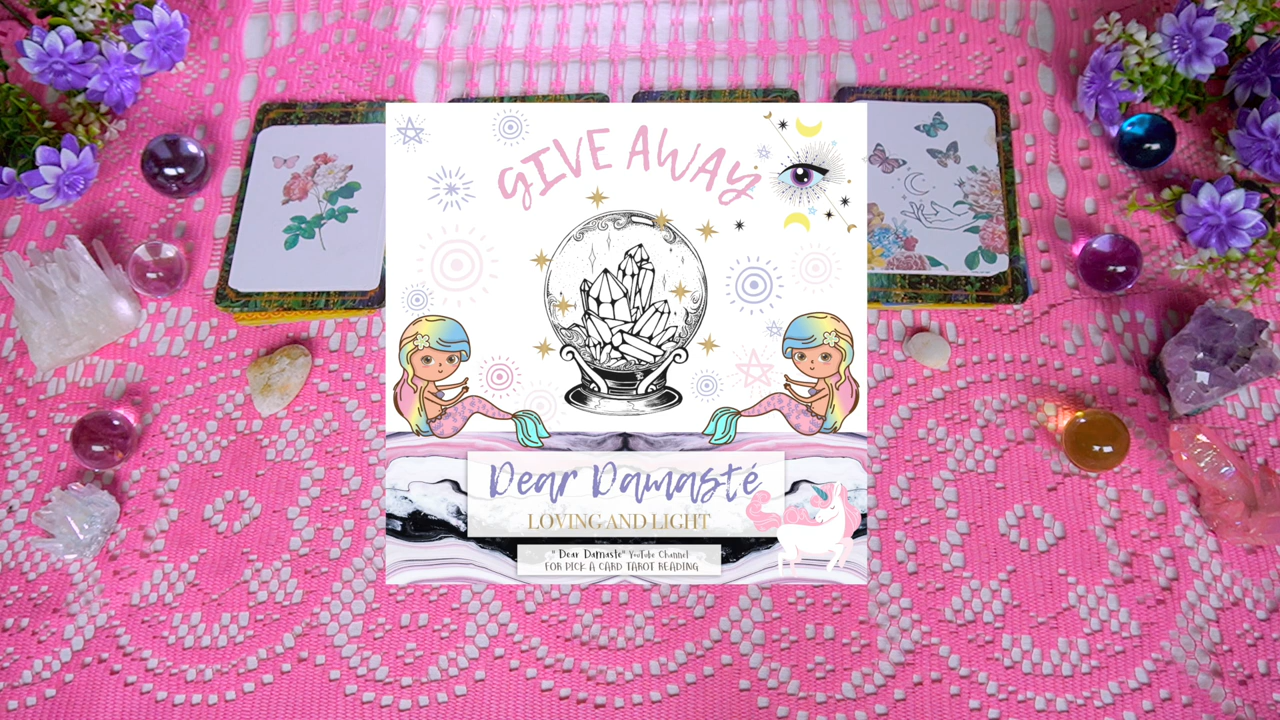 GIVE AWAY
Dear Damasté
LOVING AND LIGHT
" Dear Damaste" YouTube Channel
FOR PICK A CARD TAROT READING